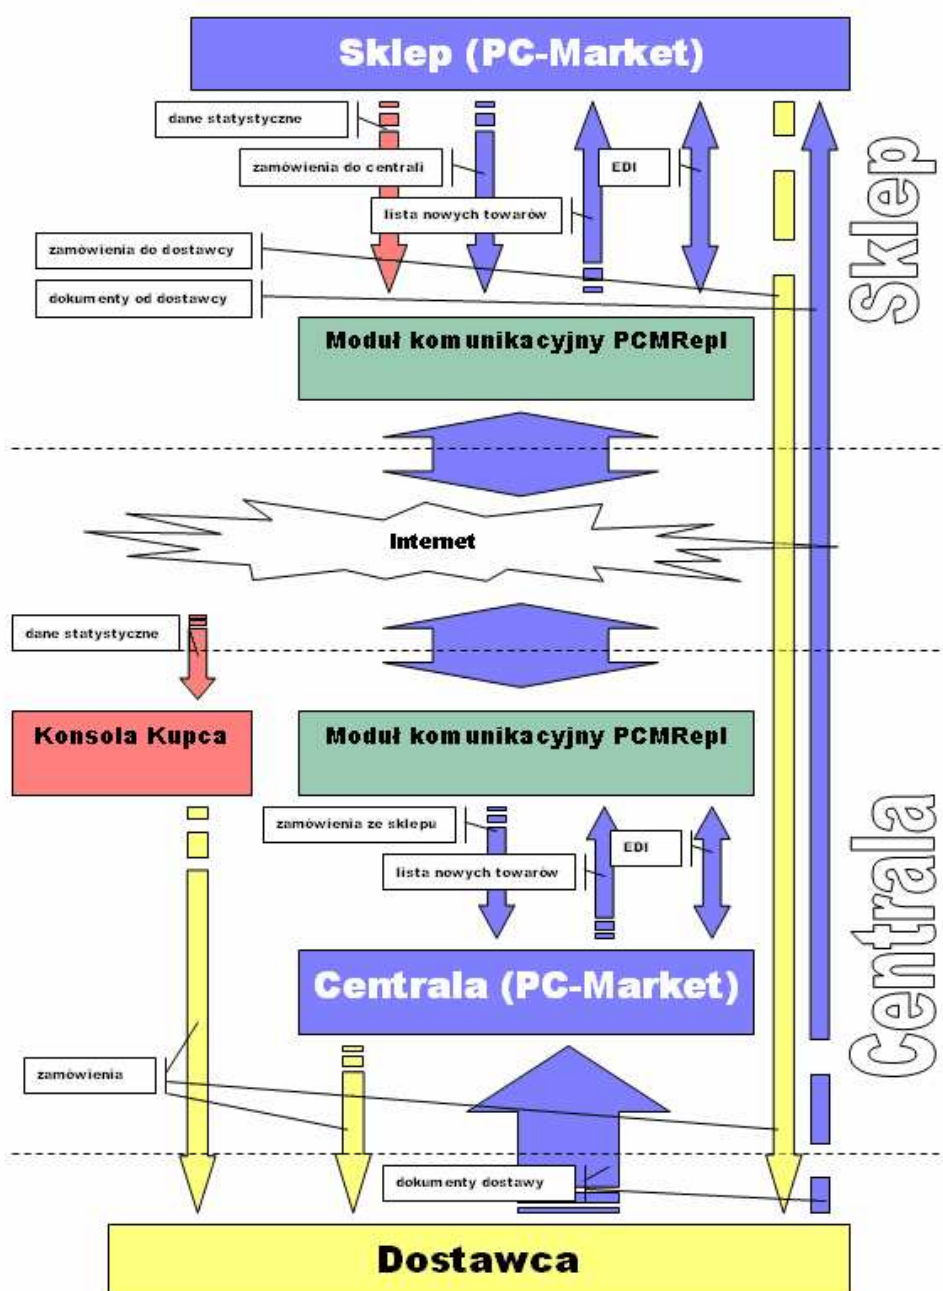 Sklep (PC-Market)
dane statystyczne
zamówienia do centrali
EDI
lista nowych towarów
zamówienia do dostawcy
dokumenty od dostawcy
Sklep
Moduł komunikacyjny PCMRepl
Internet
dane statystyczne
Konsola Kupca
Moduł komunikacyjny PCMRepl
zamówienia ze sklepu
EDI
lista nowych towarów
Centrala
Centrala (PC-Market)
zamówienia
dokumenty dostawy
Dostawca